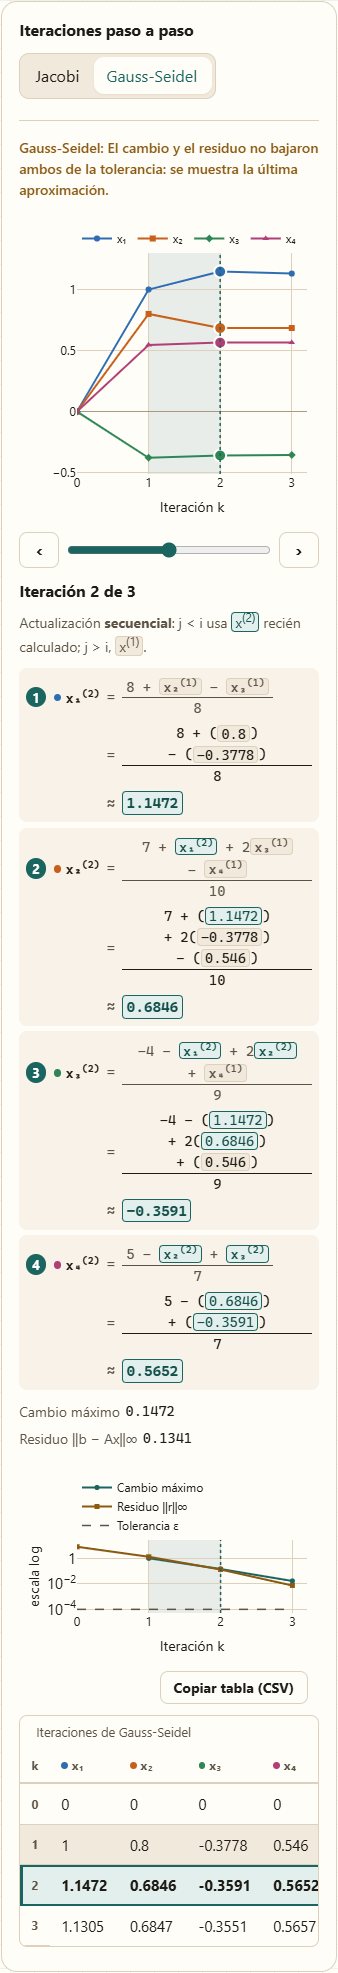 Iteraciones paso a paso
Jacobi Gauss-Seidel
Gauss-Seidel: El cambio y el residuo no bajaron
ambos de la tolerancia: se muestra la última
aproximación.
x₁ x₂ x₃ x₄
1
0.5
0
−0.5
0 1 2 3
Iteración k
‹ ›
Iteración 2 de 3
Actualización secuencial: j < i usa x⁽²⁾ recién
calculado; j > i, x⁽¹⁾.
1 x₁⁽²⁾ = 8 + x₂⁽¹⁾ − x₃⁽¹⁾
8
= 8 + (0.8)
− (−0.3778)
8
≈ 1.1472
2 x₂⁽²⁾ = 7 + x₁⁽²⁾ + 2x₃⁽¹⁾
− x₄⁽¹⁾
10
= 7 + (1.1472)
+ 2(−0.3778)
− (0.546)
10
≈ 0.6846
3 x₃⁽²⁾ = −4 − x₁⁽²⁾ + 2x₂⁽²⁾
+ x₄⁽¹⁾
9
= −4 − (1.1472)
+ 2(0.6846)
+ (0.546)
9
≈ −0.3591
4 x₄⁽²⁾ = 5 − x₂⁽²⁾ + x₃⁽²⁾
7
= 5 − (0.6846)
+ (−0.3591)
7
≈ 0.5652
Cambio máximo 0.1472
Residuo ‖b − Ax‖∞ 0.1341
Cambio máximo
Residuo ‖r‖∞
Tolerancia ε
escala log
1
10⁻²
10⁻⁴
0 1 2 3
Iteración k
Copiar tabla (CSV)
Iteraciones de Gauss-Seidel
k x₁ x₂ x₃ x₄
0 0 0 0 0
1 1 0.8 -0.3778 0.546
2 1.1472 0.6846 -0.3591 0.5652
3 1.1305 0.6847 -0.3551 0.5657